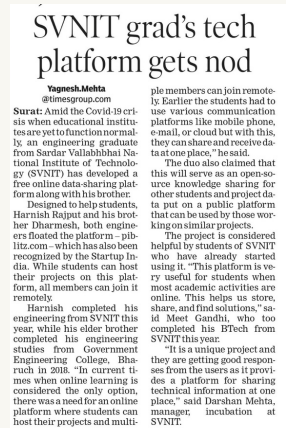 SVNIT grad's tech
platform gets nod
Yagnesh.Mehta
@timesgroup.com
Surat: Amid the Covid-19 cri-
sis when educational institu-
tes are yet to function normal-
ly, an engineering graduate
from Sardar Vallabhbhai Na-
tional Institute of Technolo-
gy (SVNIT) has developed a
free online data-sharing plat-
form along with his brother.
Designed to help students,
Harnish Rajput and his brot-
her Dharmesh, both engine-
ers floated the platform – pib-
litz.com – which has also been
recognized by the Startup In-
dia. While students can host
their projects on this plat-
form, all members can join it
remotely.
Harnish completed his
engineering from SVNIT this
year, while his elder brother
completed his engineering
studies from Government
Engineering College, Bha-
ruch in 2018. "In current ti-
mes when online learning is
considered the only option,
there was a need for an online
platform where students can
host their projects and multi-
ple members can join remote-
ly. Earlier the students had to
use various communication
platforms like mobile phone,
e-mail, or cloud but with this,
they can share and receive da-
ta at one place," he said.
The duo also claimed that
this will serve as an open-so-
urce knowledge sharing for
other students and project da-
ta put on a public platform
that can be used by those wor-
king on similar projects.
The project is considered
helpful by students of SVNIT
who have already started
using it. "This platform is ve-
ry useful for students when
most academic activities are
online. This helps us store,
share, and find solutions," sa-
id Meet Gandhi, who too
completed his BTech from
SVNIT this year.
"It is a unique project and
they are getting good respon-
ses from the users as it provi-
des a platform for sharing
technical information at one
place," said Darshan Mehta,
manager, incubation at
SVNIT.